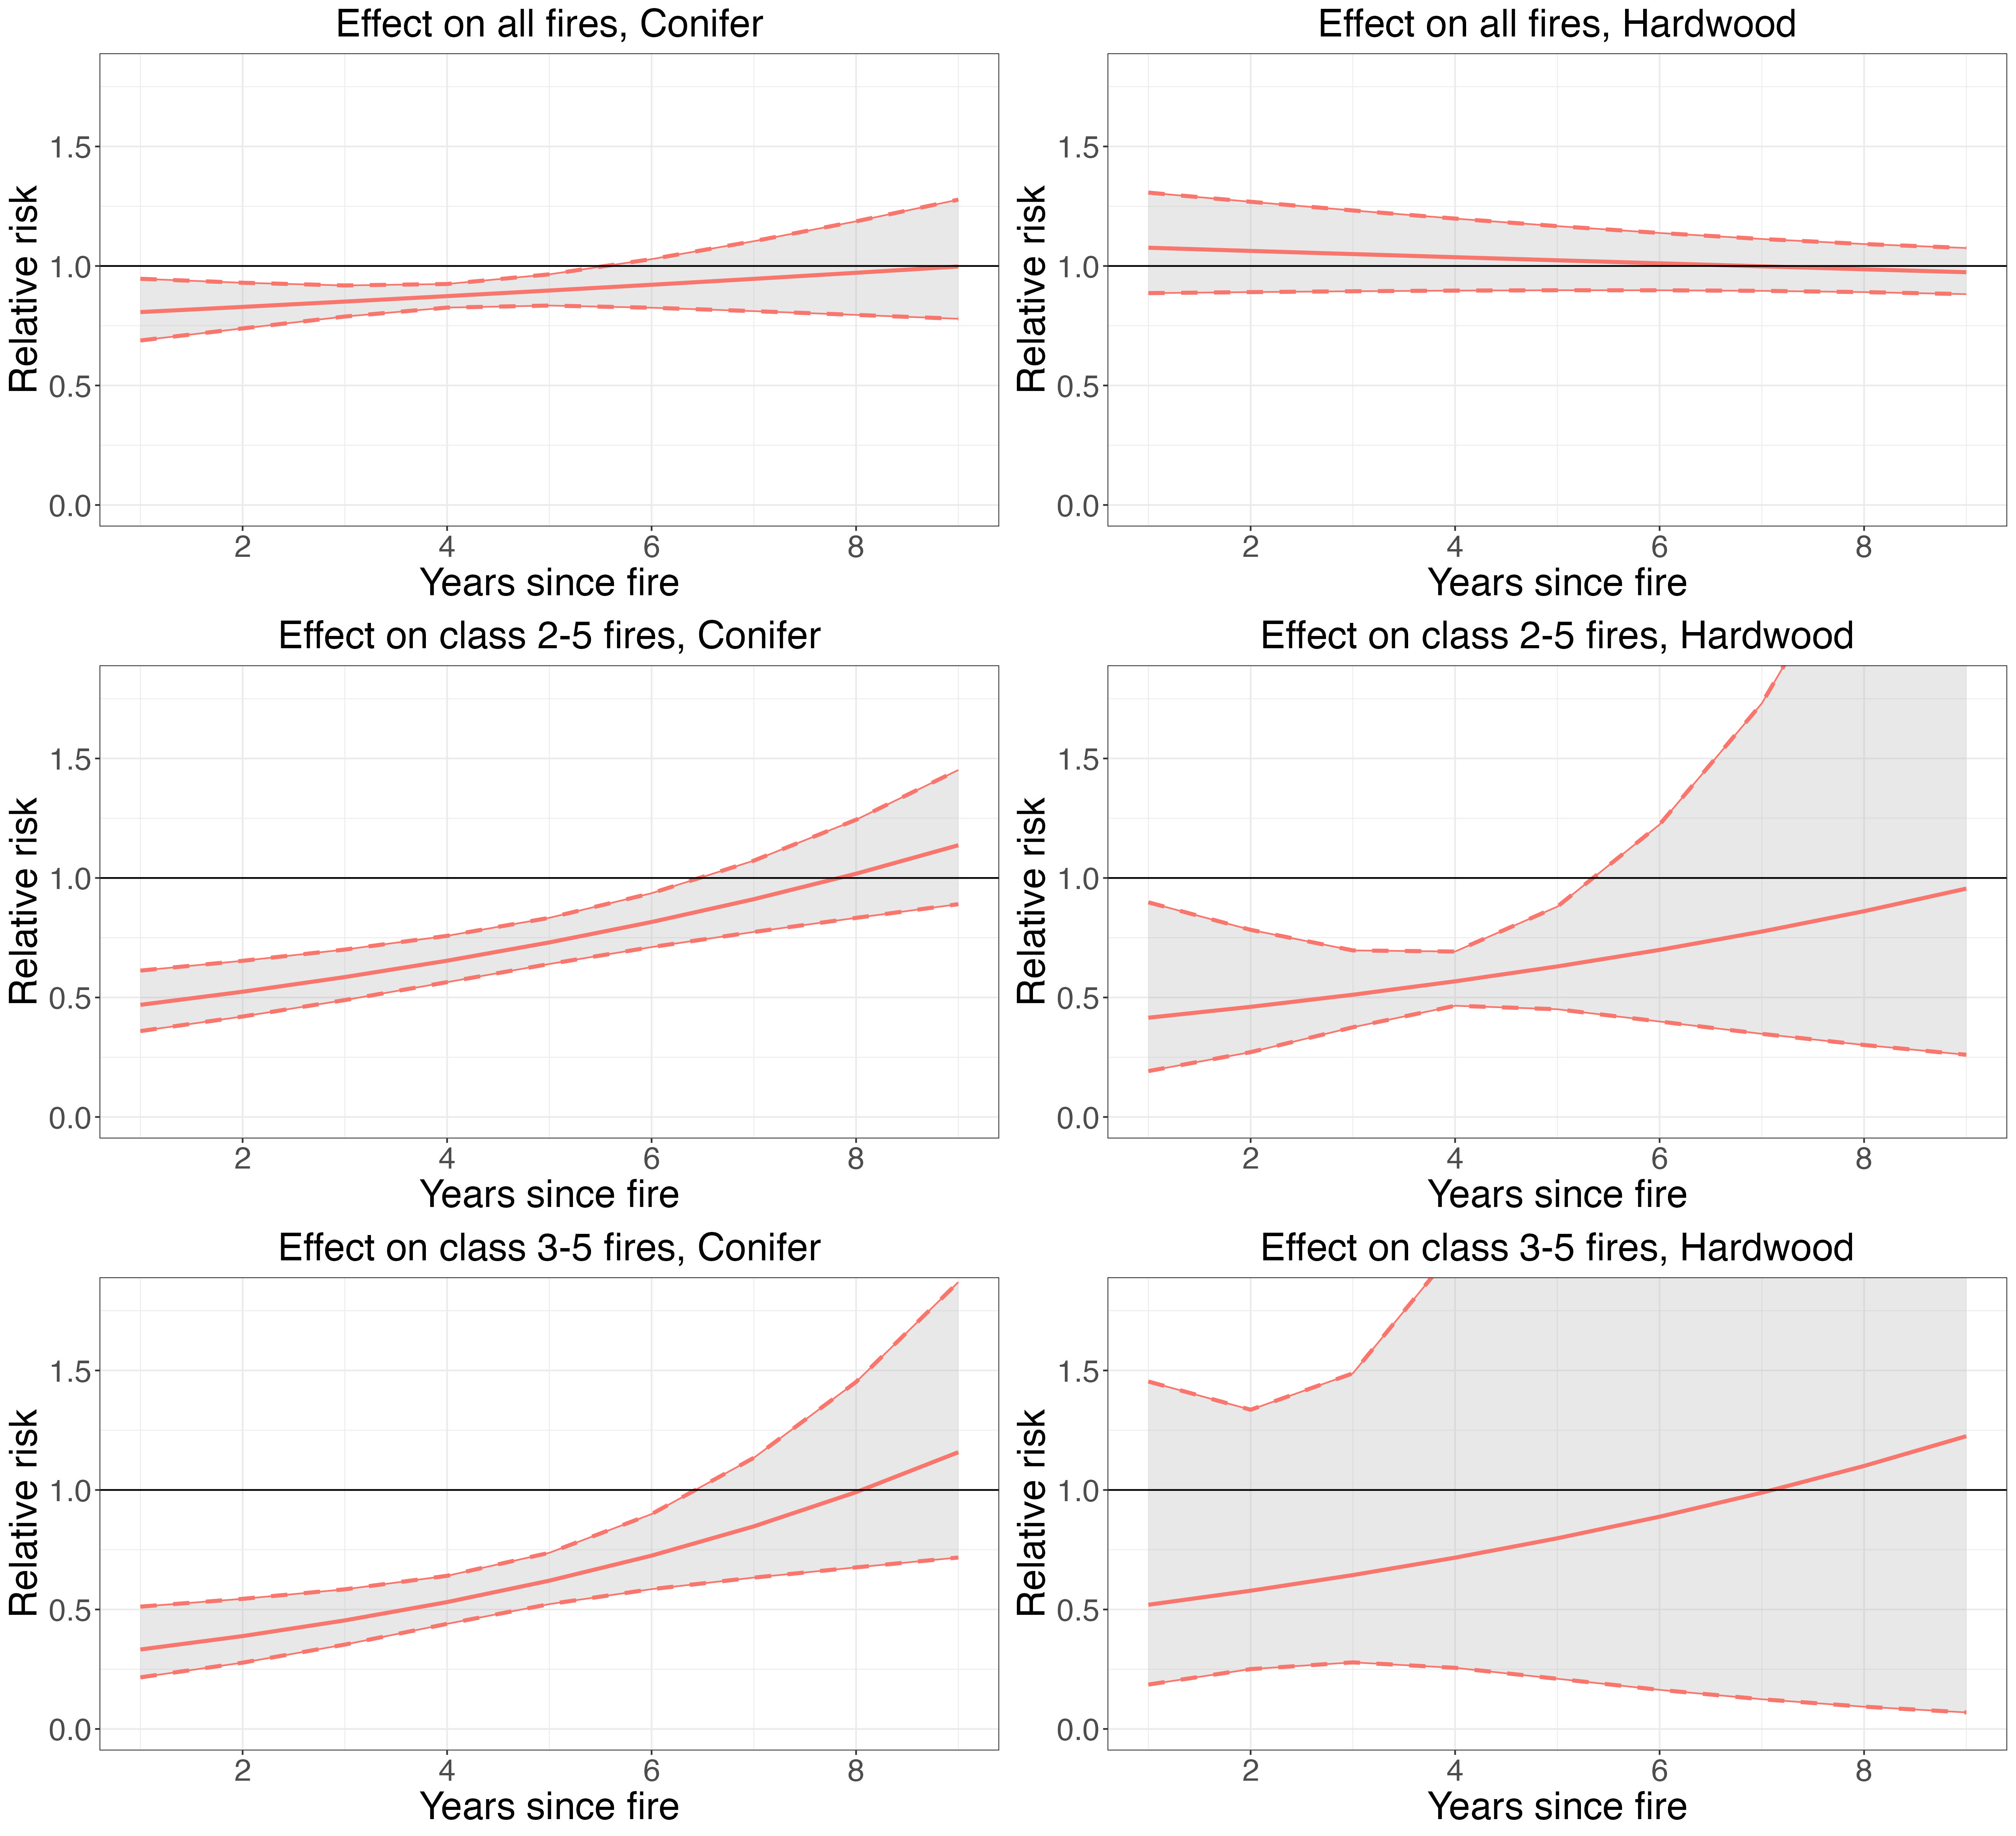 Effect on all fires, Conifer
Relative risk
1.5
1.0
0.5
0.0
2 4 6 8
Years since fire
Effect on all fires, Hardwood
Relative risk
1.5
1.0
0.5
0.0
2 4 6 8
Years since fire
Effect on class 2-5 fires, Conifer
Relative risk
1.5
1.0
0.5
0.0
2 4 6 8
Years since fire
Effect on class 2-5 fires, Hardwood
Relative risk
1.5
1.0
0.5
0.0
2 4 6 8
Years since fire
Effect on class 3-5 fires, Conifer
Relative risk
1.5
1.0
0.5
0.0
2 4 6 8
Years since fire
Effect on class 3-5 fires, Hardwood
Relative risk
1.5
1.0
0.5
0.0
2 4 6 8
Years since fire